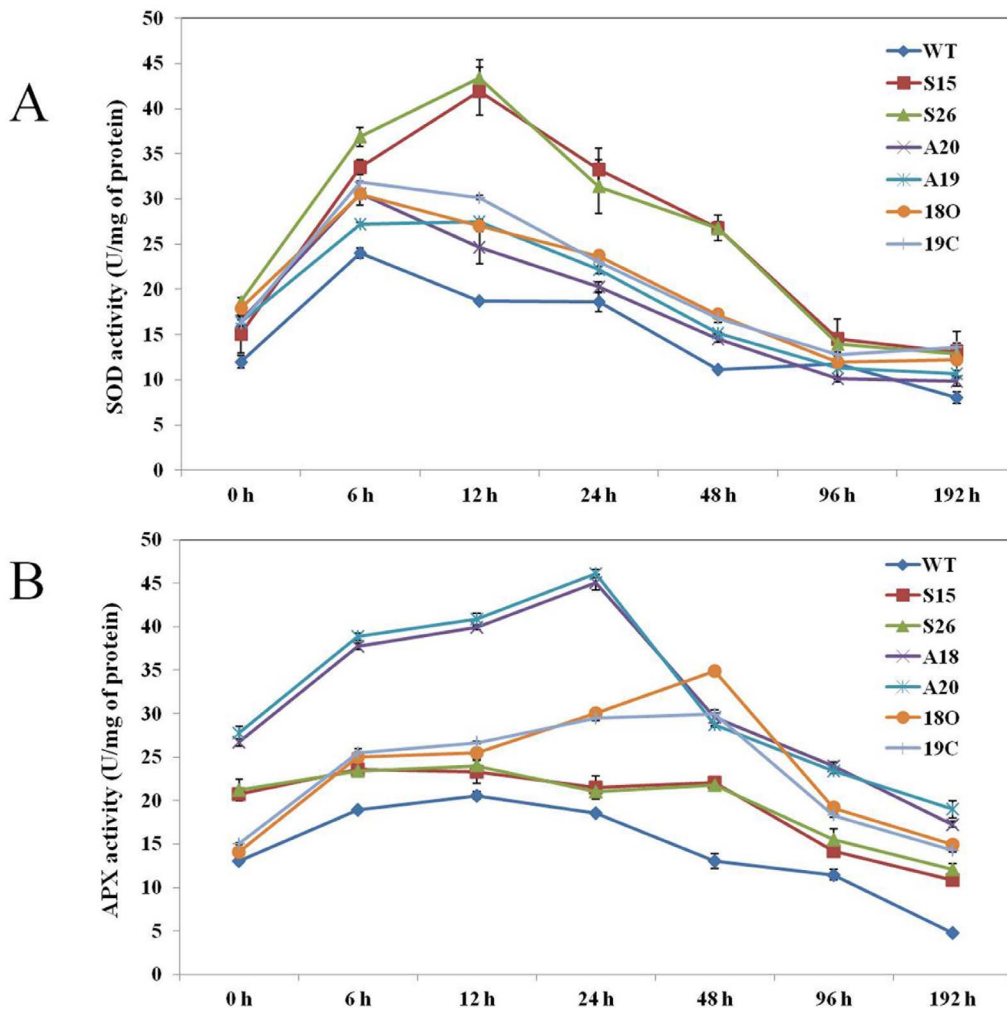 A
SOD activity (U/mg of protein)
50
45
40
35
30
25
20
15
10
5
0
0 h
6 h
12 h
24 h
48 h
96 h
192 h
WT
S15
S26
A20
A19
18O
19C
B
APX activity (U/mg of protein)
50
45
40
35
30
25
20
15
10
5
0
0 h
6 h
12 h
24 h
48 h
96 h
192 h
WT
S15
S26
A18
A20
18O
19C